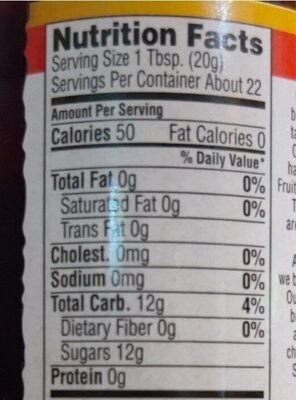 Nutrition Facts
Serving Size 1 Tbsp. (20g)
Servings Per Container About 22
Amount Per Serving
Calories 50 Fat Calories 0
% Daily Value*
Total Fat 0g 0%
Saturated Fat 0g 0%
Trans Fat 0g
Cholest. 0mg 0%
Sodium 0mg 0%
Total Carb. 12g 4%
Dietary Fiber 0g 0%
Sugars 12g
Protein 0g
Fruit